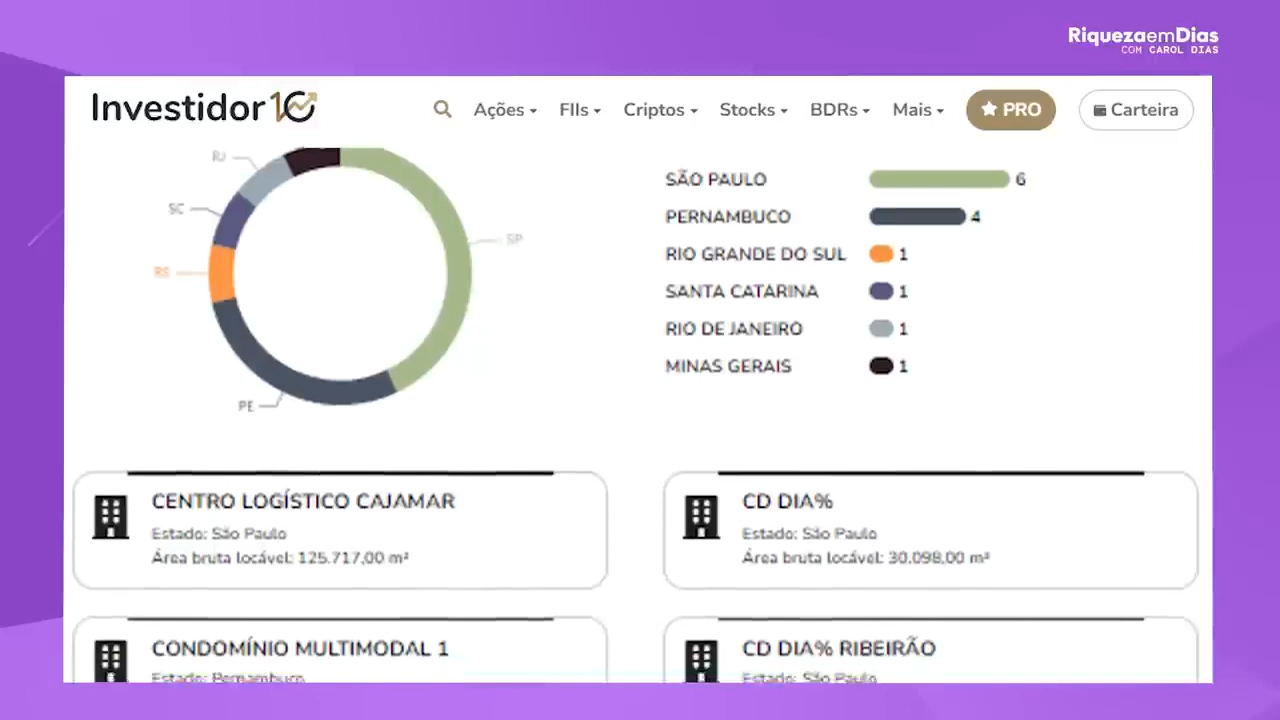 RiquezaemDias
COM CAROL DIAS
Investidor 10
Ações
FIIs
Criptos
Stocks
BDRs
Mais
PRO
Carteira
RJ
SC
RS
PE
SP
SÃO PAULO 6
PERNAMBUCO 4
RIO GRANDE DO SUL 1
SANTA CATARINA 1
RIO DE JANEIRO 1
MINAS GERAIS 1
CENTRO LOGÍSTICO CAJAMAR
Estado: São Paulo
Área bruta locável: 125.717,00 m²
CD DIA%
Estado: São Paulo
Área bruta locável: 30.098,00 m²
CONDOMÍNIO MULTIMODAL 1
Estado: Pernambuco
CD DIA% RIBEIRÃO
Estado: São Paulo